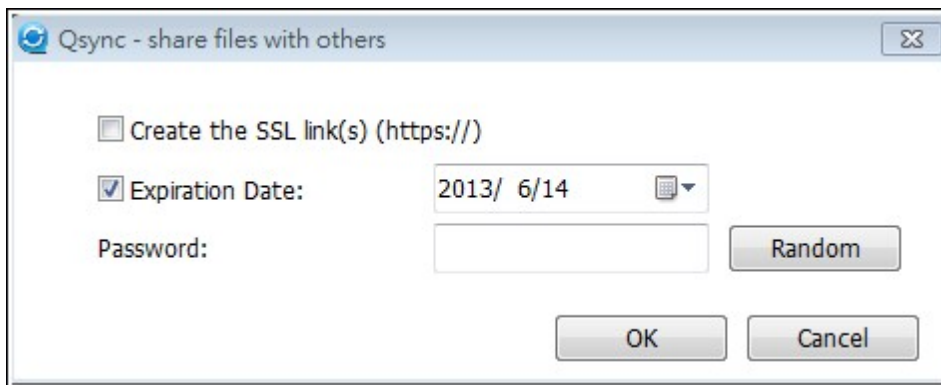 Qsync - share files with others
Create the SSL link(s) (https://)
Expiration Date: 2013/ 6/14
Password: Random
OK Cancel